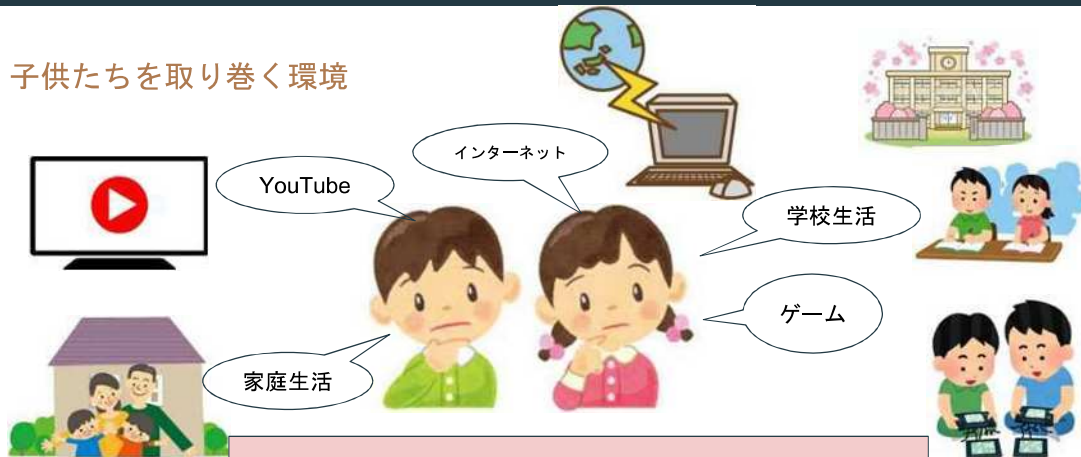 子供たちを取り巻く環境
インターネット
YouTube
学校生活
ゲーム
家庭生活